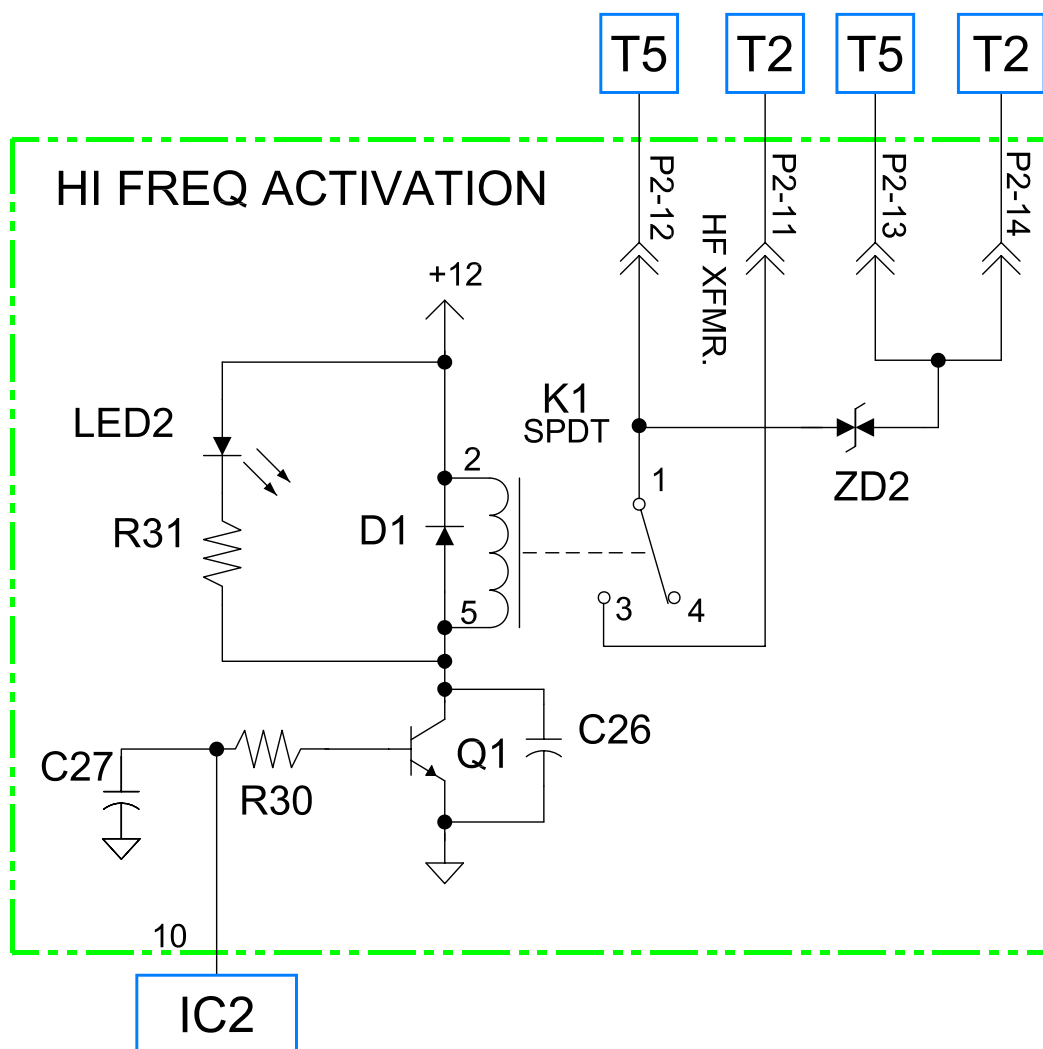 T5
T2
T5
T2
P2-12
P2-11
P2-13
P2-14
HI FREQ ACTIVATION
HF XFMR.
+12
K1
SPDT
LED2
2
1
ZD2
R31
D1
5
3
4
C26
Q1
C27
R30
10
IC2